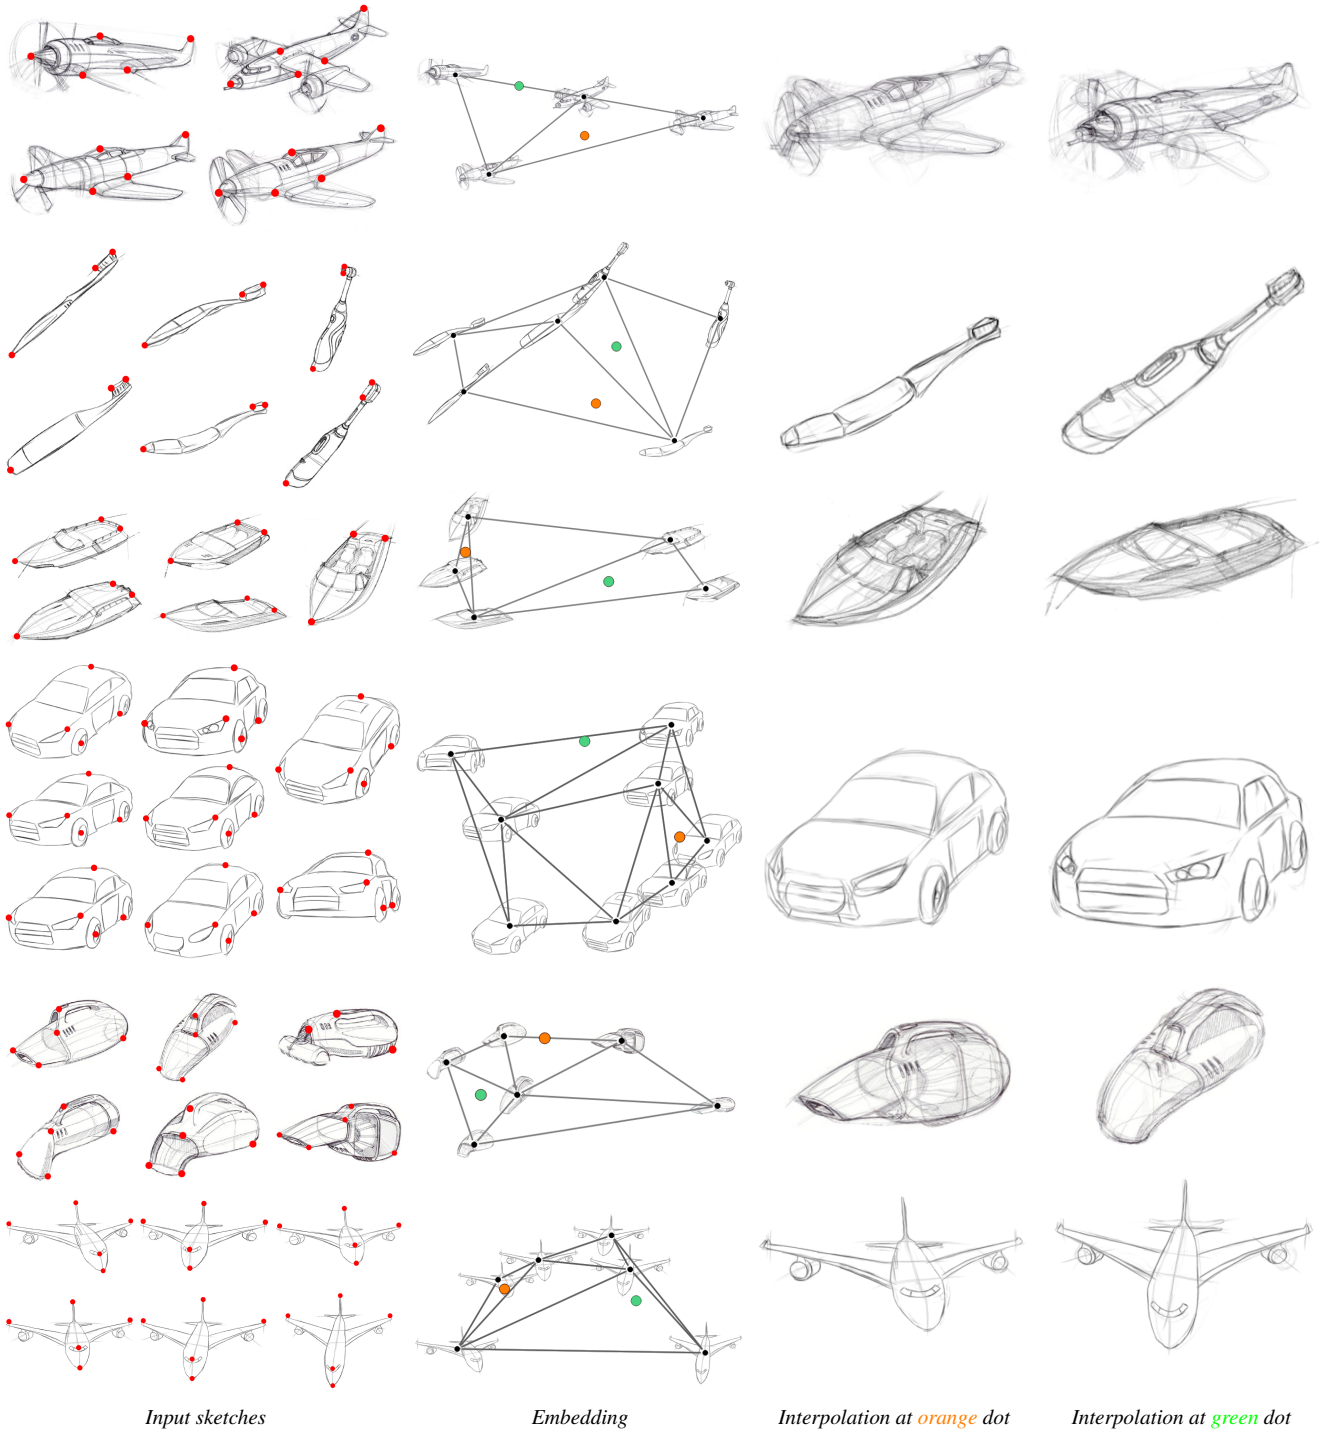 Input sketches
Embedding
Interpolation at orange dot
Interpolation at green dot